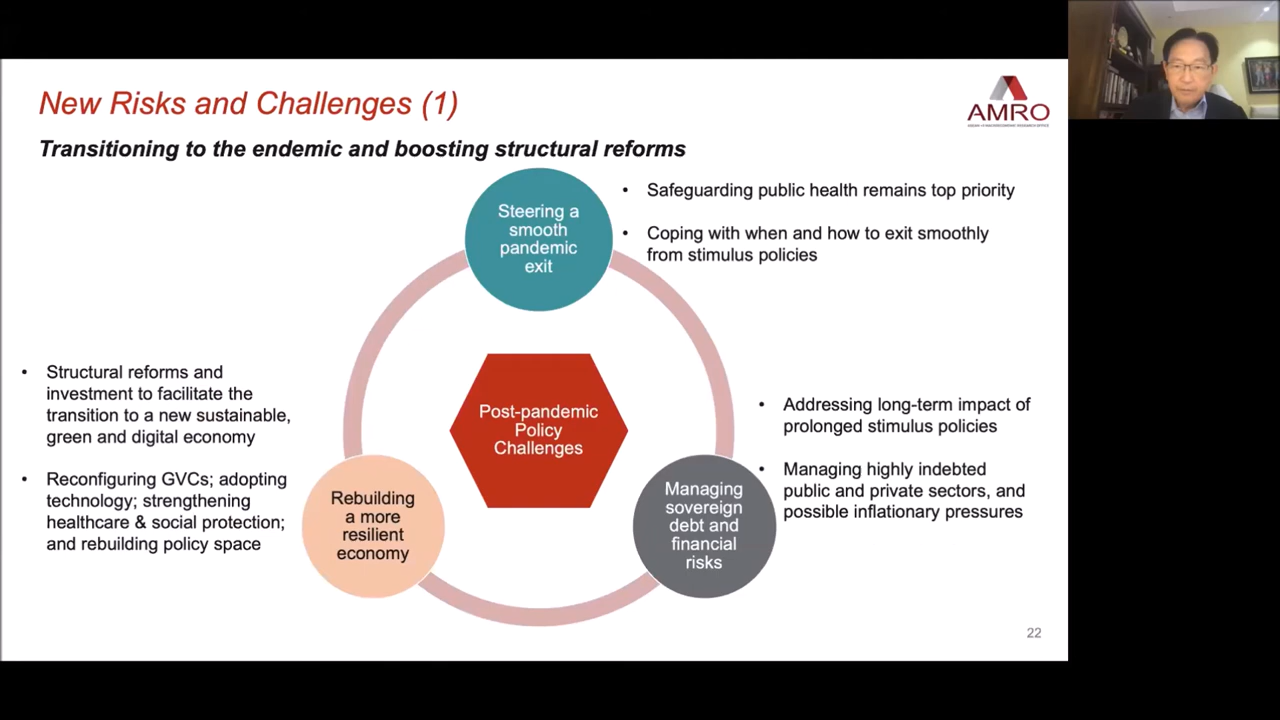 New Risks and Challenges (1)
AMRO
Transitioning to the endemic and boosting structural reforms
Steering a
smooth
pandemic
exit
• Safeguarding public health remains top priority
• Coping with when and how to exit smoothly
from stimulus policies
• Structural reforms and
investment to facilitate the
transition to a new sustainable,
green and digital economy
• Reconfiguring GVCs; adopting
technology; strengthening
healthcare & social protection;
and rebuilding policy space
Post-pandemic
Policy
Challenges
• Addressing long-term impact of
prolonged stimulus policies
• Managing highly indebted
public and private sectors, and
possible inflationary pressures
Rebuilding
a more
resilient
economy
Managing
sovereign
debt and
financial
risks
22